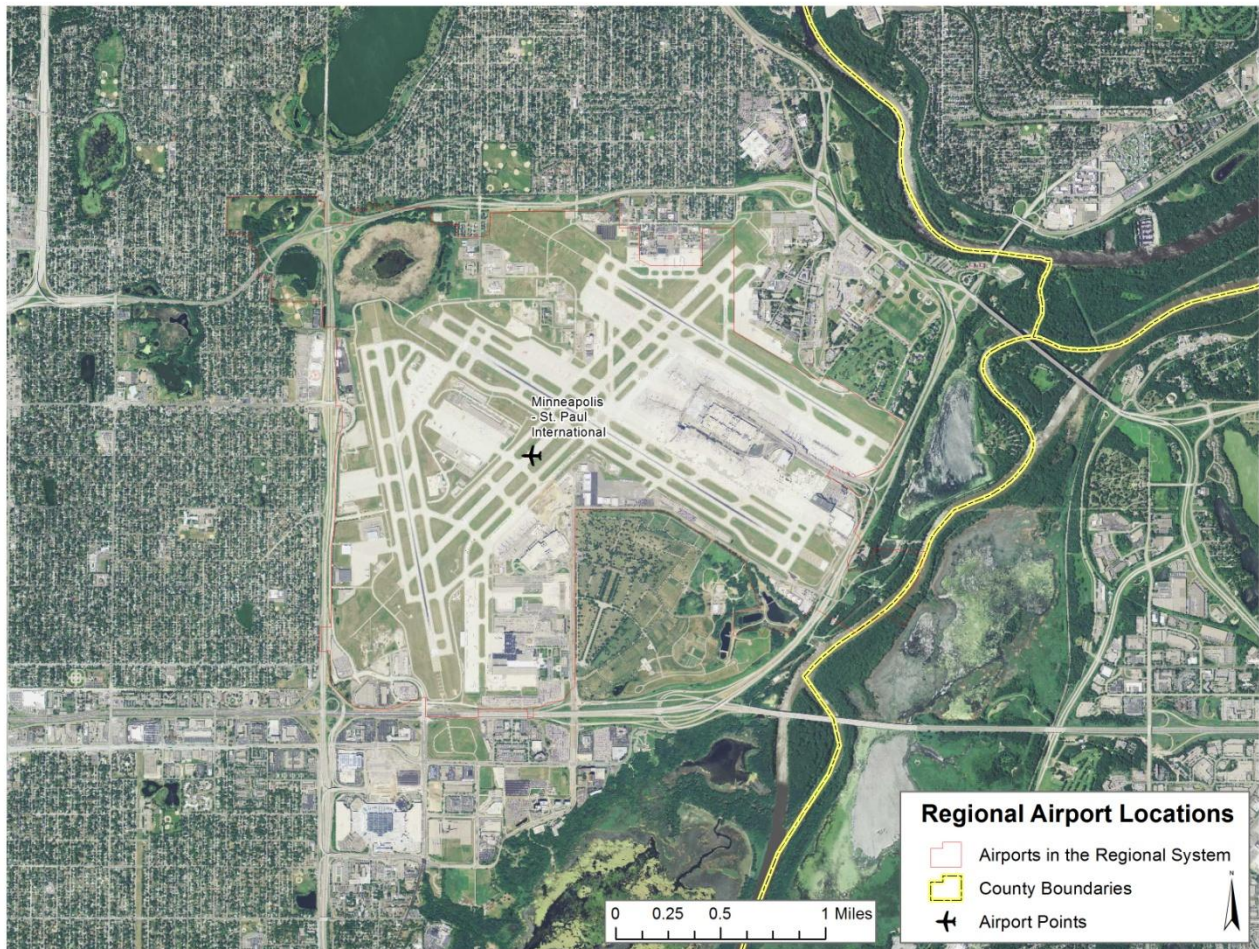 Minneapolis
- St. Paul
International
Regional Airport Locations
Airports in the Regional System
County Boundaries
Airport Points
N
0 0.25 0.5 1 Miles